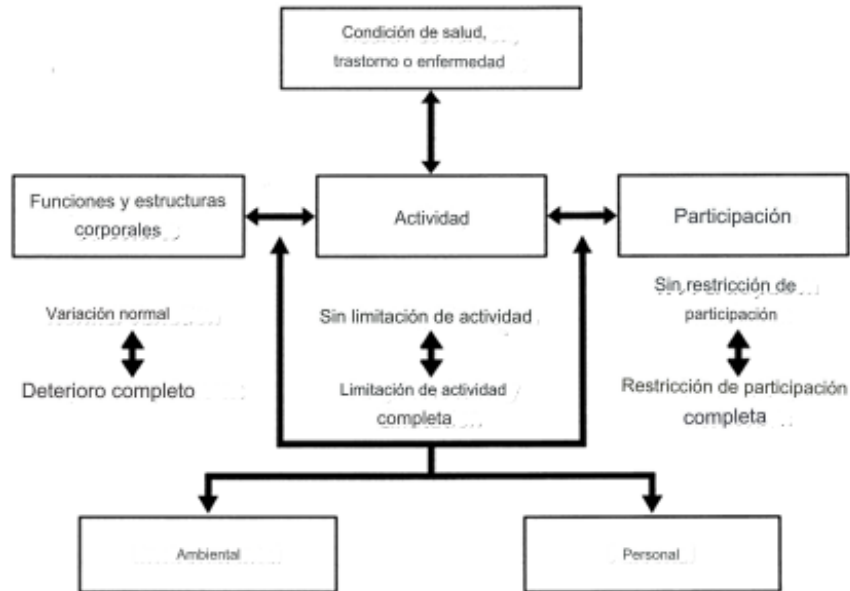 Condición de salud,
trastorno o enfermedad
Funciones y estructuras
corporales
Actividad
Participación
Variación normal
Deterioro completo
Sin limitación de actividad
Limitación de actividad
completa
Sin restricción de
participación
Restricción de participación
completa
Ambiental
Personal